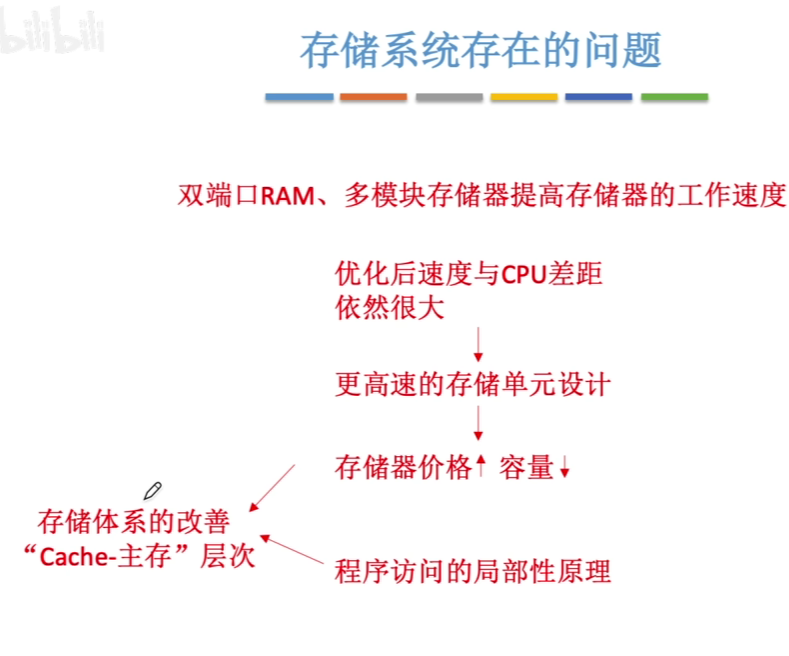 bilibili
存储系统存在的问题
双端口RAM、多模块存储器提高存储器的工作速度
优化后速度与CPU差距
依然很大
更高速的存储单元设计
存储器价格 容量
存储体系的改善
“Cache-主存”层次
程序访问的局部性原理